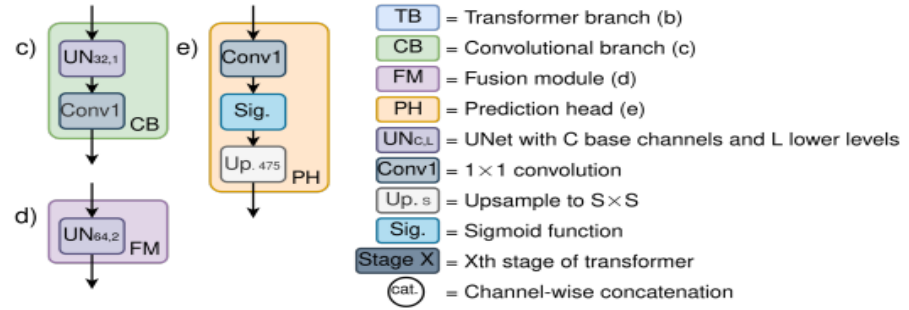 c)
UN32,1
Conv1
CB
d)
UN64,2
FM
e)
Conv1
Sig.
Up. 475
PH
TB = Transformer branch (b)
CB = Convolutional branch (c)
FM = Fusion module (d)
PH = Prediction head (e)
UNC,L = UNet with C base channels and L lower levels
Conv1 = 1×1 convolution
Up. s = Upsample to S×S
Sig. = Sigmoid function
Stage X = Xth stage of transformer
cat. = Channel-wise concatenation